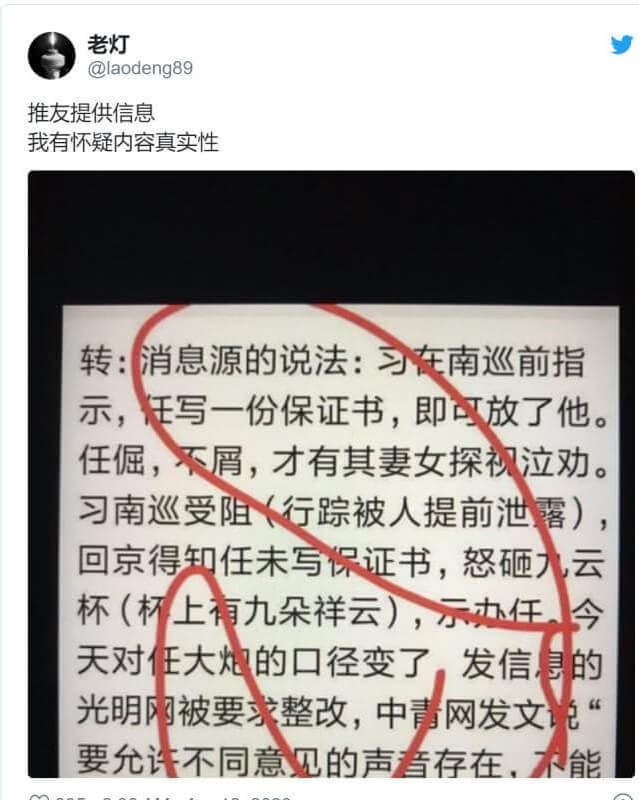 老灯
@laodeng89
推友提供信息
我有怀疑内容真实性
转：消息源的说法：习在南巡前指
示，任写一份保证书，即可放了他。
任倔，不屑，才有其妻女探视泣劝。
习南巡受阻（行踪被人提前泄露），
回京得知任未写保证书，怒砸九云
杯（杯上有九朵祥云），示办任。今
天对任大炮的口径变了，发信息的
光明网被要求整改，中青网发文说“
要允许不同意见的声音存在，不能